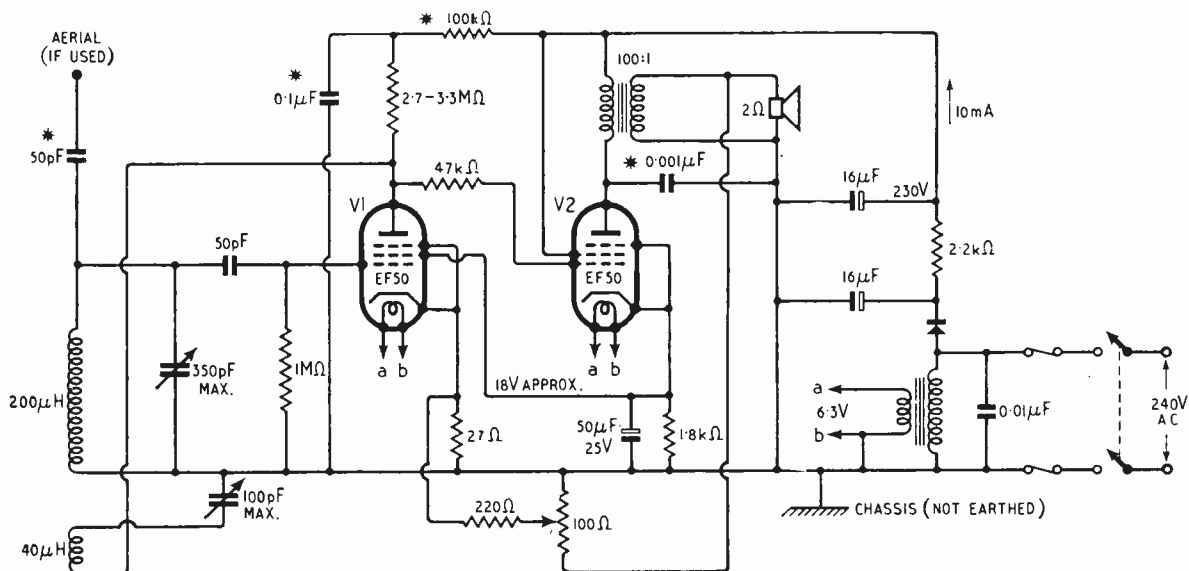 AERIAL
(IF USED)
* 50pF
* 0.1μF
* 100kΩ
2.7–3.3MΩ
47kΩ
100:1
2Ω
10mA
* 0.001μF
16μF
230V
2.2kΩ
16μF
V1
EF50
a b
V2
EF50
a b
50pF
350pF
MAX.
1MΩ
200μH
18V APPROX.
27Ω
50μF
25V
1.8kΩ
a
6.3V
b
0.01μF
240V
AC
100pF
MAX.
40μH
220Ω
100Ω
CHASSIS (NOT EARTHED)